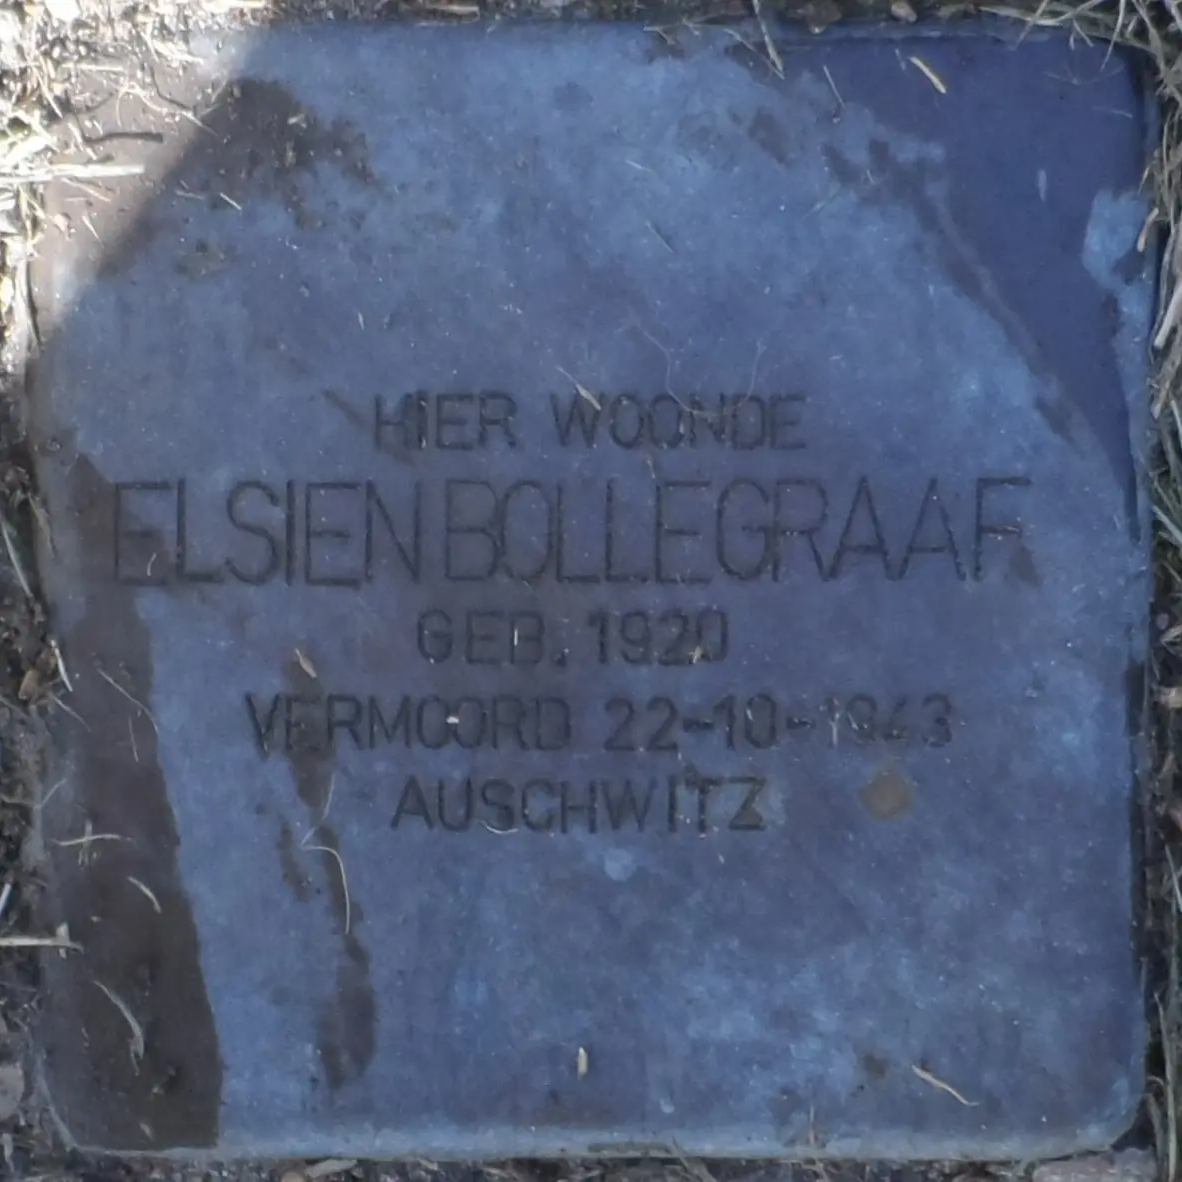 HIER WOONDE
ELSIEN BOLLEGRAAF
GEB. 1920
VERMOORD 22-10-1943
AUSCHWITZ